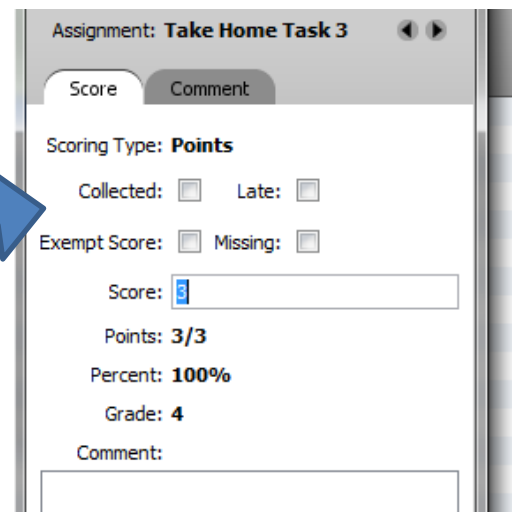 Assignment: Take Home Task 3
Score Comment
Scoring Type: Points
Collected: Late:
Exempt Score: Missing:
Score: 3
Points: 3/3
Percent: 100%
Grade: 4
Comment: